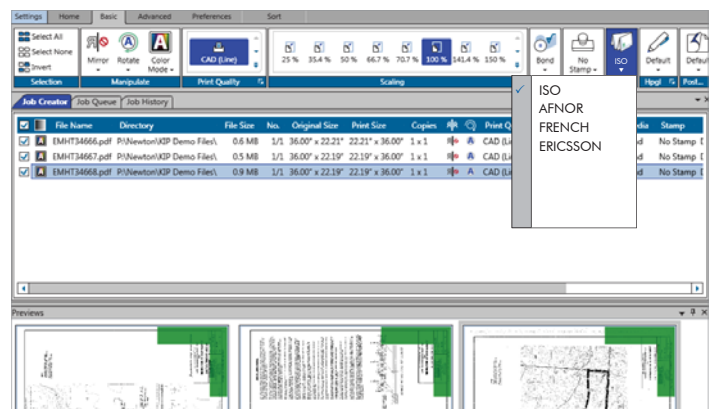 Settings Home Basic Advanced Preferences Sort
Select All
Select None
Invert
Mirror Rotate Color Mode
CAD (Line)
25 % 35.4 % 50 % 66.7 % 70.7 % 100 % 141.4 % 150 %
Bond No Stamp ISO Default Defau
Selection Manipulate Print Quality Scaling Hpgl Post...
ISO
AFNOR
FRENCH
ERICSSON
Job Creator Job Queue Job History
File Name Directory File Size No. Original Size Print Size Copies Print Q dia Stamp
EMHT34666.pdf P:\Newton\KIP Demo Files\ 0.6 MB 1/1 36.00" x 22.21" 22.21" x 36.00" 1 x 1 CAD (Li d No Stamp
EMHT34667.pdf P:\Newton\KIP Demo Files\ 0.5 MB 1/1 36.00" x 22.19" 22.19" x 36.00" 1 x 1 CAD (Li d No Stamp
EMHT34668.pdf P:\Newton\KIP Demo Files\ 0.9 MB 1/1 36.00" x 22.19" 22.19" x 36.00" 1 x 1 CAD (Li d No Stamp
Previews